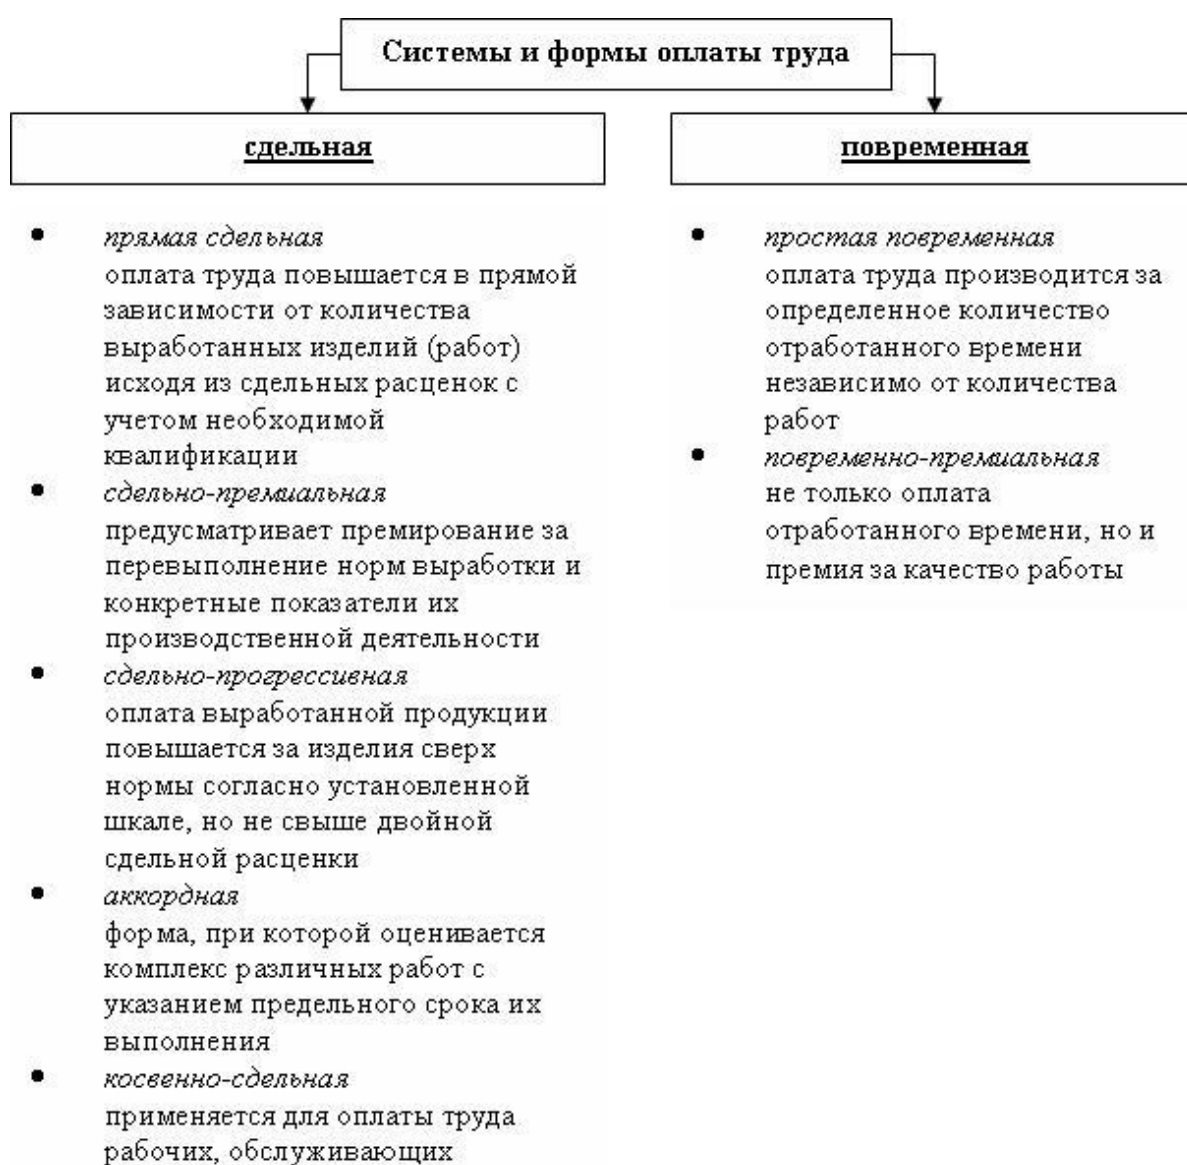 Системы и формы оплаты труда
сдельная
• прямая сдельная
оплата труда повышается в прямой
зависимости от количества
выработанных изделий (работ)
исходя из сдельных расценок с
учетом необходимой
квалификации
• сдельно-премиальная
предусматривает премирование за
перевыполнение норм выработки и
конкретные показатели их
производственной деятельности
• сдельно-прогрессивная
оплата выработанной продукции
повышается за изделия сверх
нормы согласно установленной
шкале, но не свыше двойной
сдельной расценки
• аккордная
форма, при которой оценивается
комплекс различных работ с
указанием предельного срока их
выполнения
• косвенно-сдельная
применяется для оплаты труда
рабочих, обслуживающих
повременная
• простая повременная
оплата труда производится за
определенное количество
отработанного времени
независимо от количества
работ
• повременно-премиальная
не только оплата
отработанного времени, но и
премия за качество работы